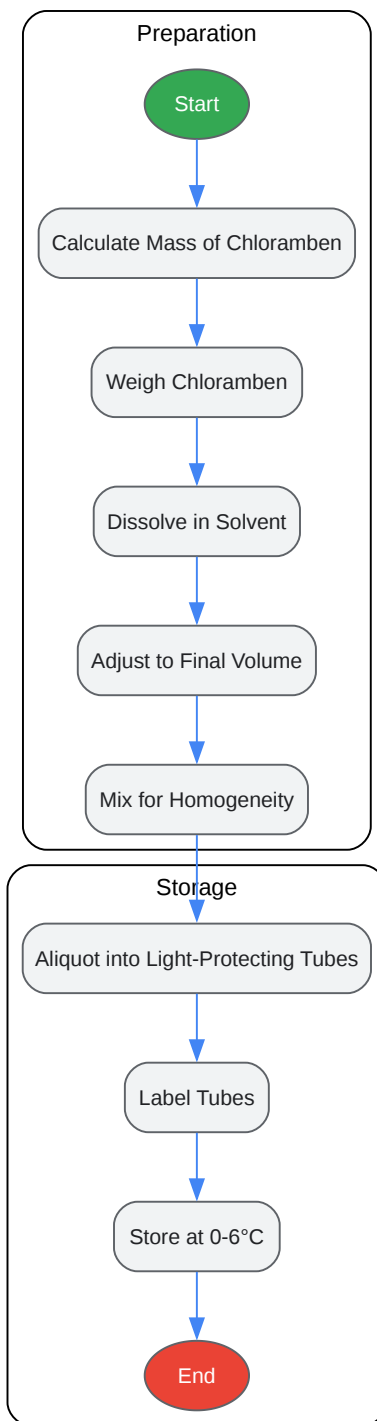 Preparation
Start
Calculate Mass of Chloramben
Weigh Chloramben
Dissolve in Solvent
Adjust to Final Volume
Mix for Homogeneity
Storage
Aliquot into Light-Protecting Tubes
Label Tubes
Store at 0-6°C
End